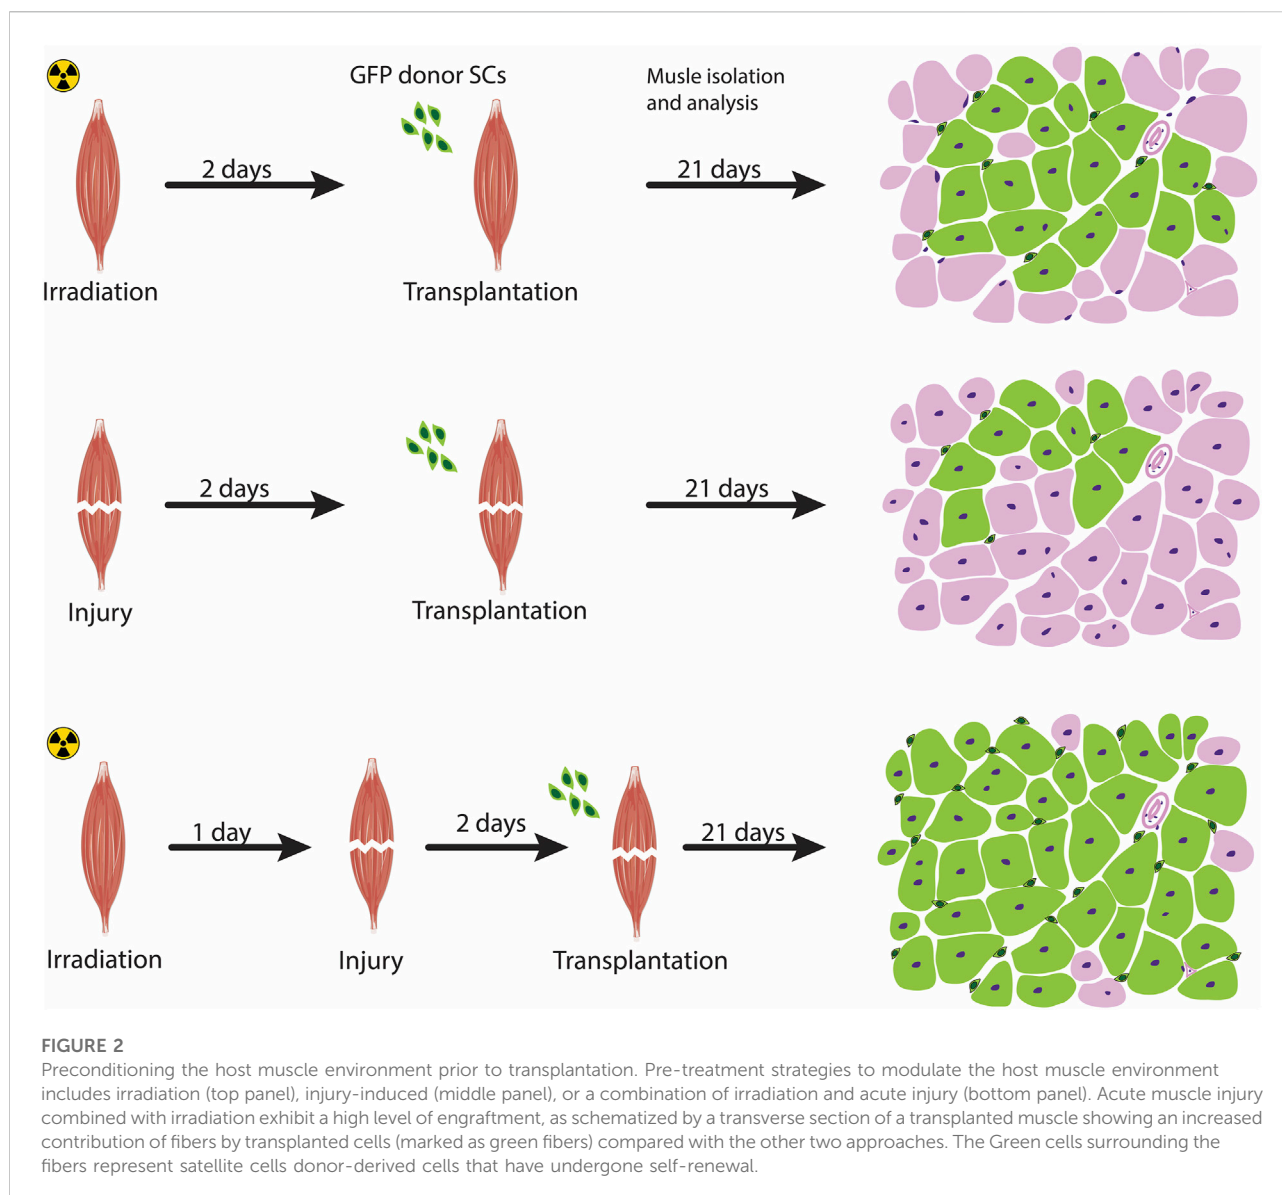 GFP donor SCs
Musle isolation
and analysis
2 days
21 days
Irradiation
Transplantation
2 days
21 days
Injury
Transplantation
1 day
2 days
21 days
Irradiation
Injury
Transplantation
FIGURE 2
Preconditioning the host muscle environment prior to transplantation. Pre-treatment strategies to modulate the host muscle environment
includes irradiation (top panel), injury-induced (middle panel), or a combination of irradiation and acute injury (bottom panel). Acute muscle injury
combined with irradiation exhibit a high level of engraftment, as schematized by a transverse section of a transplanted muscle showing an increased
contribution of fibers by transplanted cells (marked as green fibers) compared with the other two approaches. The Green cells surrounding the
fibers represent satellite cells donor-derived cells that have undergone self-renewal.